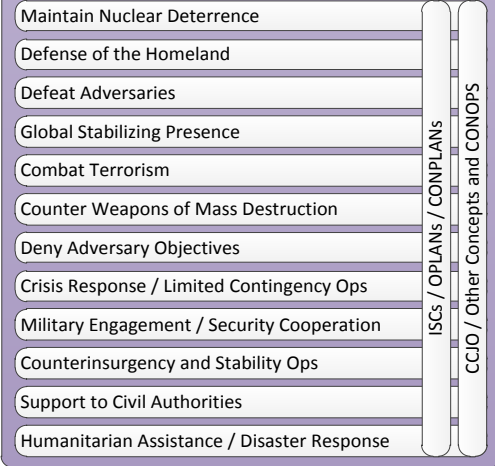 Maintain Nuclear Deterrence
Defense of the Homeland
Defeat Adversaries
Global Stabilizing Presence
Combat Terrorism
Counter Weapons of Mass Destruction
Deny Adversary Objectives
Crisis Response / Limited Contingency Ops
Military Engagement / Security Cooperation
Counterinsurgency and Stability Ops
Support to Civil Authorities
Humanitarian Assistance / Disaster Response
ISCs / OPLANs / CONPLANs
CCJO / Other Concepts and CONOPS